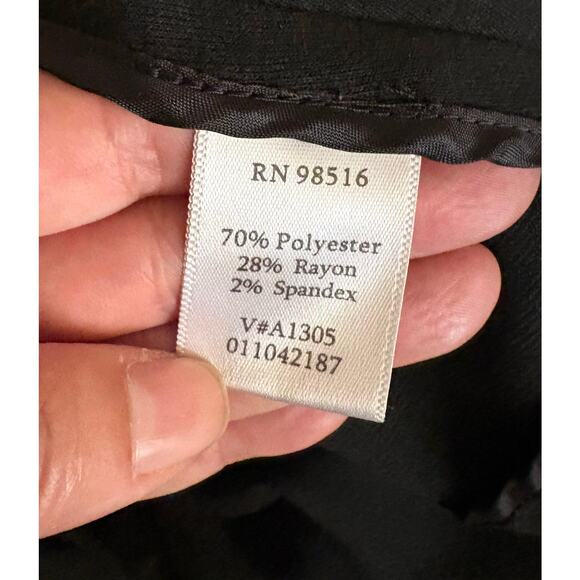 RN 98516
70% Polyester
28% Rayon
2% Spandex
V#A1305
011042187